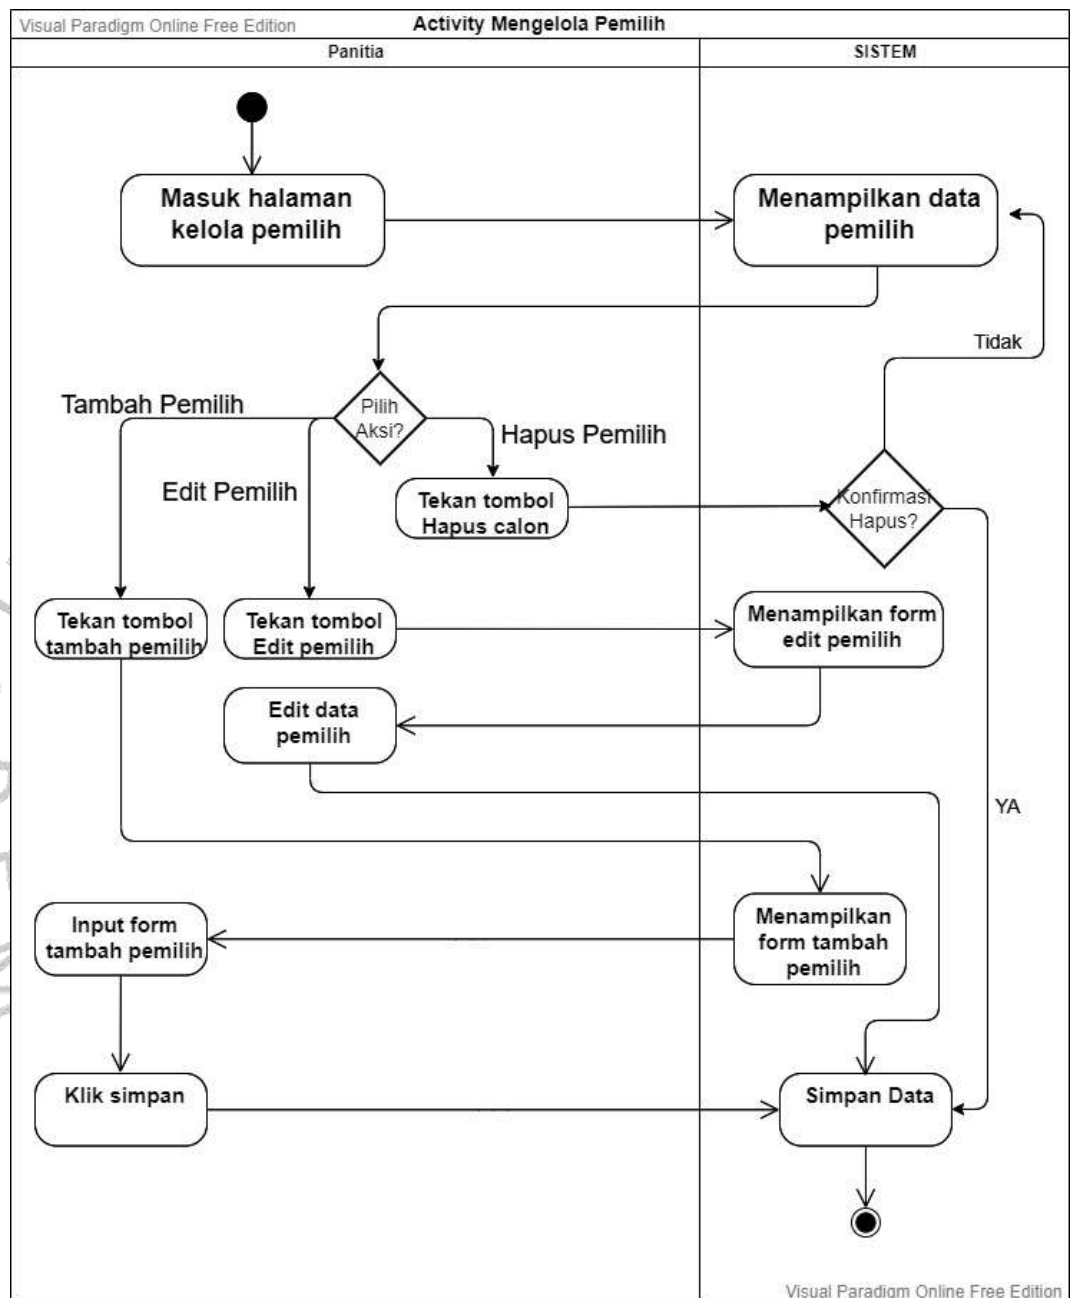 Visual Paradigm Online Free Edition
Activity Mengelola Pemilih
Panitia
SISTEM
Masuk halaman
kelola pemilih
Menampilkan data
pemilih
Tidak
Tambah Pemilih
Pilih
Aksi?
Hapus Pemilih
Edit Pemilih
Tekan tombol
Hapus calon
Konfirmasi
Hapus?
Tekan tombol
tambah pemilih
Tekan tombol
Edit pemilih
Menampilkan form
edit pemilih
Edit data
pemilih
YA
Input form
tambah pemilih
Menampilkan
form tambah
pemilih
Klik simpan
Simpan Data
Visual Paradigm Online Free Edition